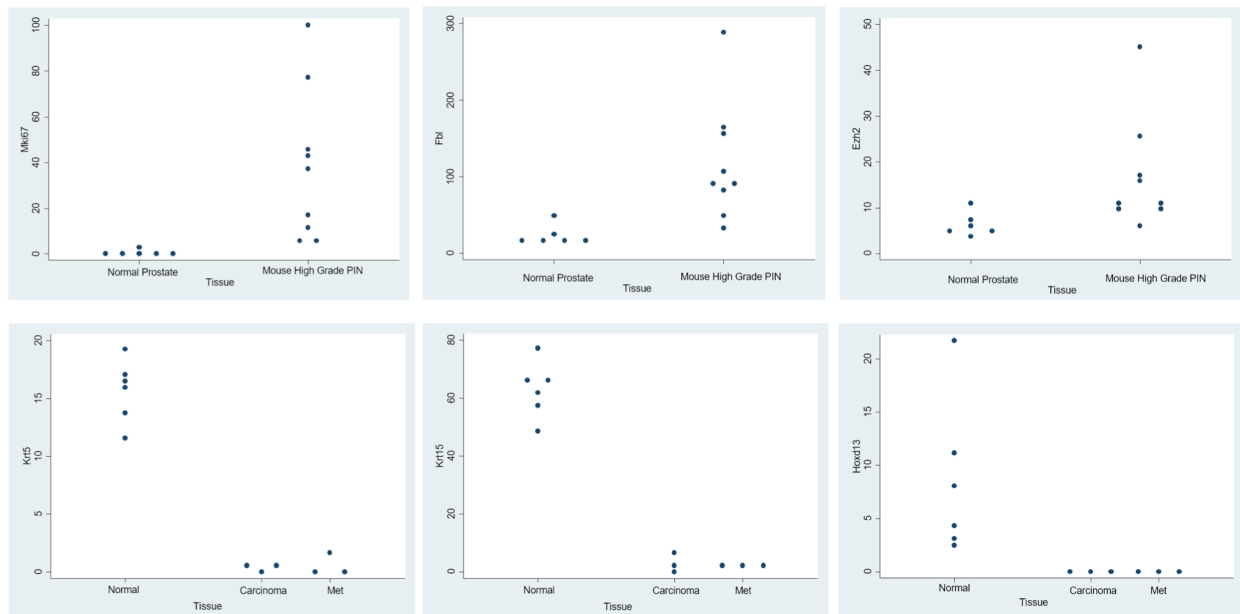 Mki67
100
80
60
40
20
0
Normal Prostate Mouse High Grade PIN
Tissue
Fbl
300
200
100
0
Normal Prostate Mouse High Grade PIN
Tissue
Ezh2
50
40
30
20
10
0
Normal Prostate Mouse High Grade PIN
Tissue
Krt5
20
15
10
5
0
Normal Carcinoma Met
Tissue
Krt15
80
60
40
20
0
Normal Carcinoma Met
Tissue
Hoxd13
20
15
10
5
0
Normal Carcinoma Met
Tissue